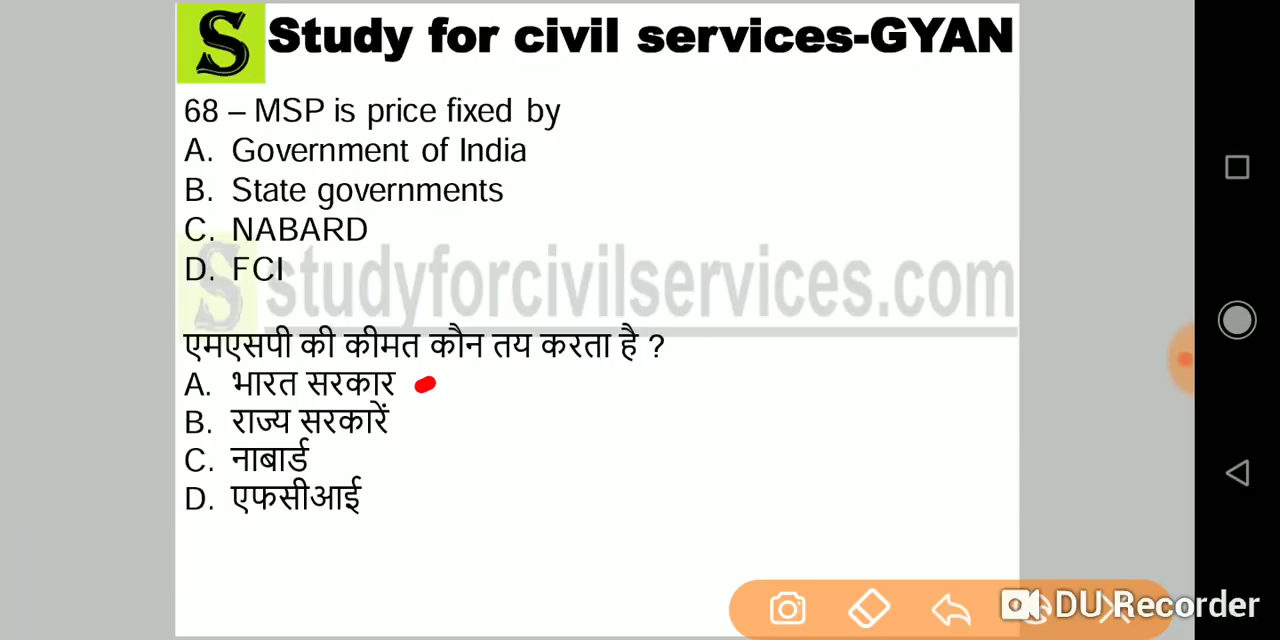 S Study for civil services-GYAN
68 – MSP is price fixed by
A. Government of India
B. State governments
C. NABARD
D. FCI
S studyforcivilservices.com
एमएसपी की कीमत कौन तय करता है ?
A. भारत सरकार
B. राज्य सरकारें
C. नाबार्ड
D. एफसीआई
DU Recorder